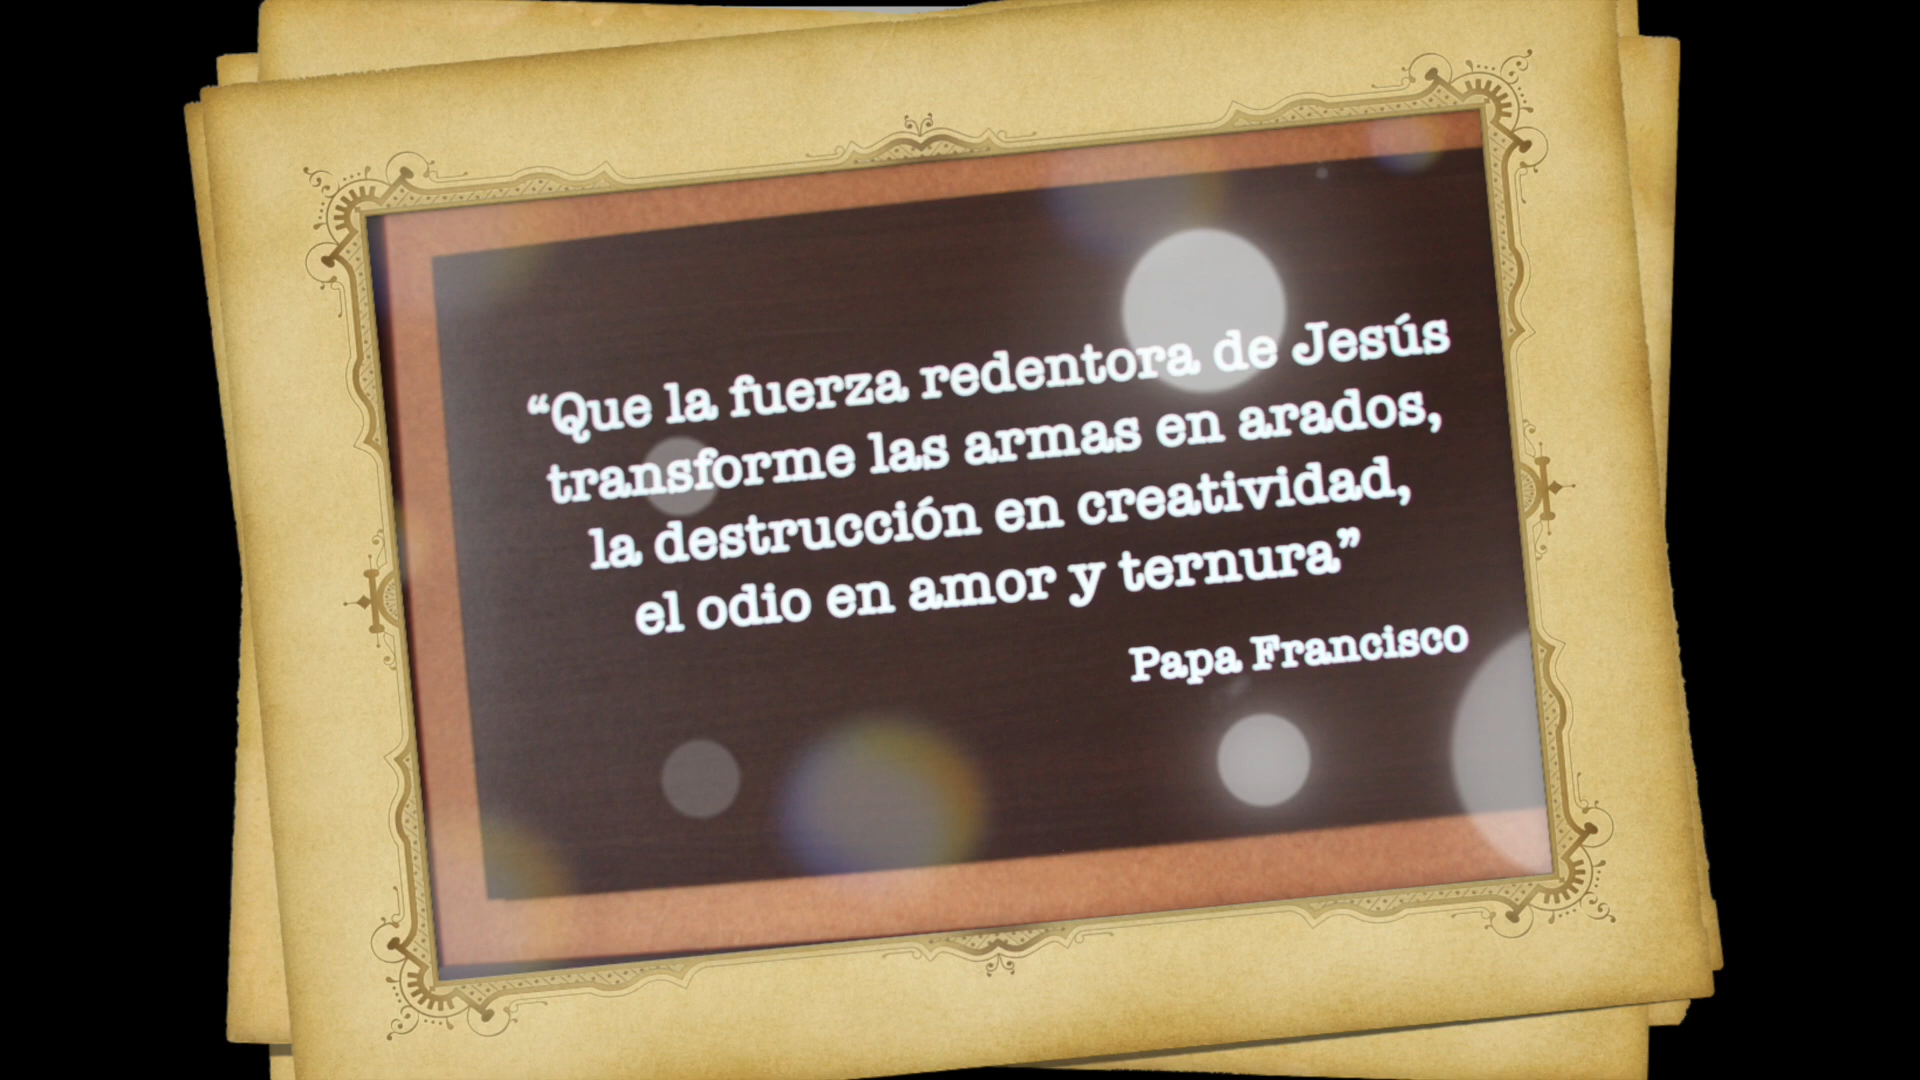 “Que la fuerza redentora de Jesús
transforme las armas en arados,
la destrucción en creatividad,
el odio en amor y ternura”
Papa Francisco